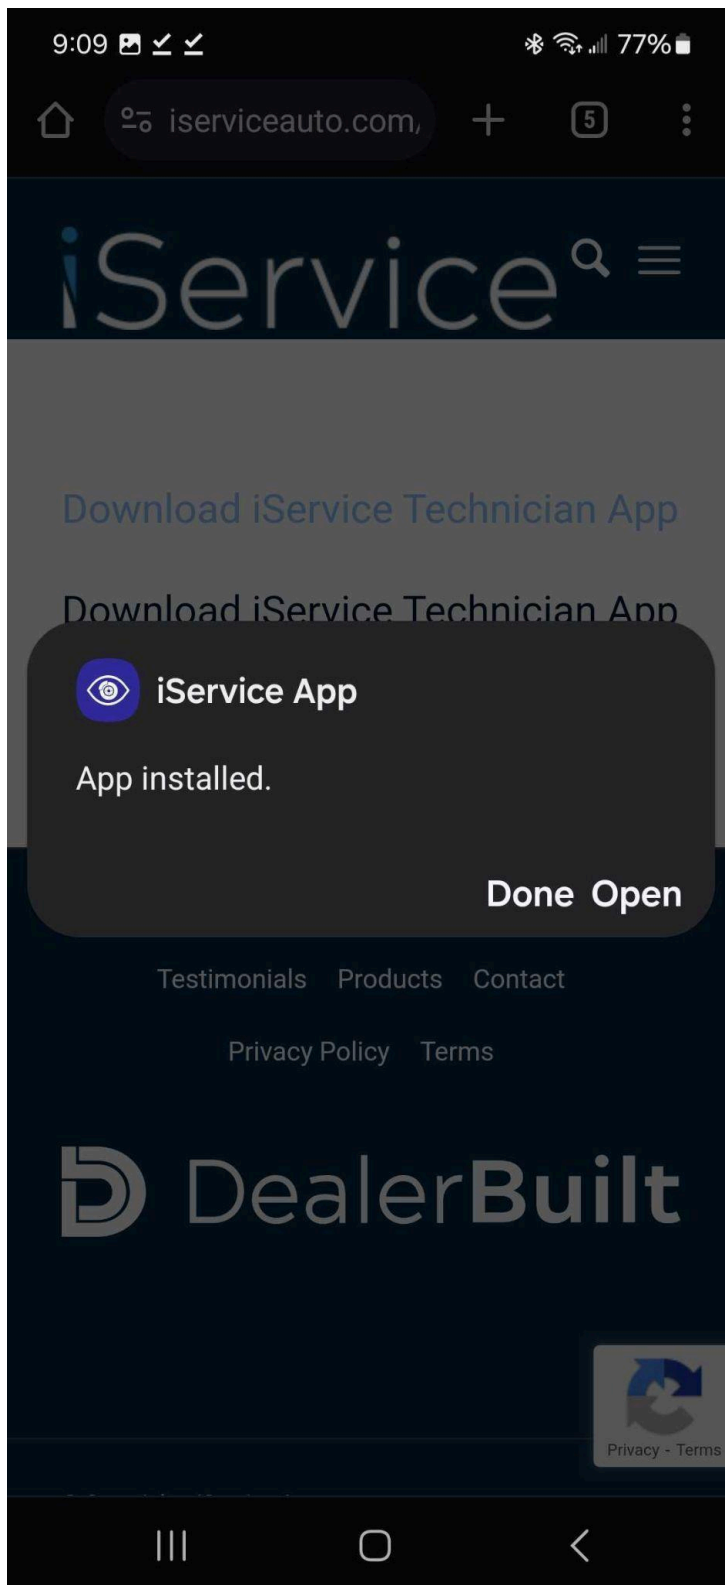 9:09 77%
iserviceauto.com, 5
iService
Download iService Technician App
Download iService Technician App
iService App
App installed.
Done Open
Testimonials Products Contact
Privacy Policy Terms
DealerBuilt
Privacy - Terms